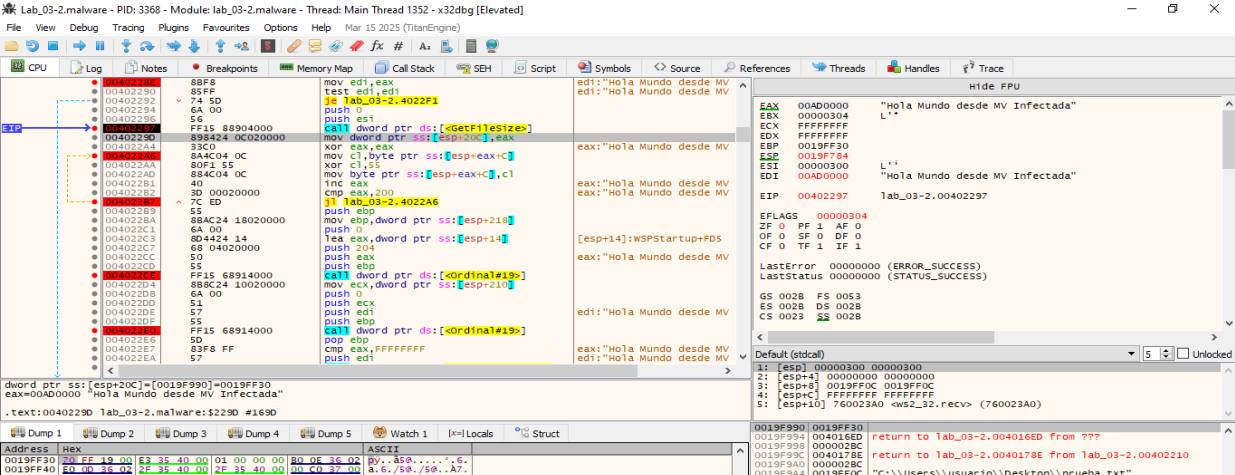 Lab_03-2.malware - PID: 3368 - Module: lab_03-2.malware - Thread: Main Thread 1352 - x32dbg [Elevated]
File View Debug Tracing Plugins Favourites Options Help Mar 15 2025 (TitanEngine)
CPU Log Notes Breakpoints Memory Map Call Stack SEH Script Symbols Source References Threads Handles Trace
0040228E 8BF8 mov edi,eax edi:"Hola Mundo desde MV
00402290 85FF test edi,edi edi:"Hola Mundo desde MV
00402292 74 5D je lab_03-2.4022F1
00402294 6A 00 push 0
00402296 56 push esi
EIP 00402297 FF15 88904000 call dword ptr ds:[<GetFileSize>]
0040229D 898424 0C020000 mov dword ptr ss:[esp+20C],eax
004022A4 33C0 xor eax,eax eax:"Hola Mundo desde MV
004022A6 8A4C04 0C mov cl,byte ptr ss:[esp+eax+C]
004022AA 80F1 55 xor cl,55
004022AD 884C04 0C mov byte ptr ss:[esp+eax+C],cl
004022B1 40 inc eax eax:"Hola Mundo desde MV
004022B2 3D 00020000 cmp eax,200 eax:"Hola Mundo desde MV
004022B7 7C ED jl lab_03-2.4022A6
004022B9 55 push ebp
004022BA 8BAC24 18020000 mov ebp,dword ptr ss:[esp+218]
004022C1 6A 00 push 0
004022C3 8D4424 14 lea eax,dword ptr ss:[esp+14] [esp+14]:WSPStartup+FD5
004022C7 68 04020000 push 204
004022CC 50 push eax eax:"Hola Mundo desde MV
004022CD 55 push ebp
004022CE FF15 68914000 call dword ptr ds:[<Ordinal#19>]
004022D4 8B8C24 10020000 mov ecx,dword ptr ss:[esp+210]
004022DB 6A 00 push 0
004022DD 51 push ecx
004022DE 57 push edi edi:"Hola Mundo desde MV
004022DF 55 push ebp
004022E0 FF15 68914000 call dword ptr ds:[<Ordinal#19>]
004022E6 5D pop ebp
004022E7 83F8 FF cmp eax,FFFFFFFF eax:"Hola Mundo desde MV
004022EA 57 push edi edi:"Hola Mundo desde MV
Hide FPU
EAX 00AD0000 "Hola Mundo desde MV Infectada"
EBX 00000304
ECX FFFFFFFF
EDX FFFFFFFF
EBP 0019FF30
ESP 0019F784
ESI 00000300
EDI 00AD0000 "Hola Mundo desde MV Infectada"
EIP 00402297 lab_03-2.00402297
EFLAGS 00000304
ZF 0 PF 1 AF 0
OF 0 SF 0 DF 0
CF 0 TF 1 IF 1
LastError 00000000 (ERROR_SUCCESS)
LastStatus 00000000 (STATUS_SUCCESS)
GS 002B FS 0053
ES 002B DS 002B
CS 0023 SS 002B
Default (stdcall) 5 Unlocked
1: [esp] 00000300 00000300
2: [esp+4] 00000000 00000000
3: [esp+8] 0019FF0C 0019FF0C
4: [esp+C] FFFFFFFF FFFFFFFF
5: [esp+10] 760023A0 <ws2_32.recv> (760023A0)
dword ptr ss:[esp+20C]=[0019F990]=0019FF30
eax=00AD0000 "Hola Mundo desde MV Infectada"
.text:0040229D lab_03-2.malware:$229D #169D
Dump 1 Dump 2 Dump 3 Dump 4 Dump 5 Watch 1 [x=] Locals Struct
Address Hex ASCII
0019FF30 70 FF 19 00 E3 35 40 00 01 00 00 00 B0 0E 36 02
0019FF40 E0 0D 36 02 2F 35 40 00 2F 35 40 00 00 C0 37 00
0019F990 0019FF30
0019F994 004016ED return to lab_03-2.004016ED from ???
0019F998 000002BC
0019F99C 0040178E return to lab_03-2.0040178E from lab_03-2.00402210
0019F9A0 000002BC
0019F9A4 0019FF0C "C:\\Users\\usuario\\Desktop\\prueba.txt"